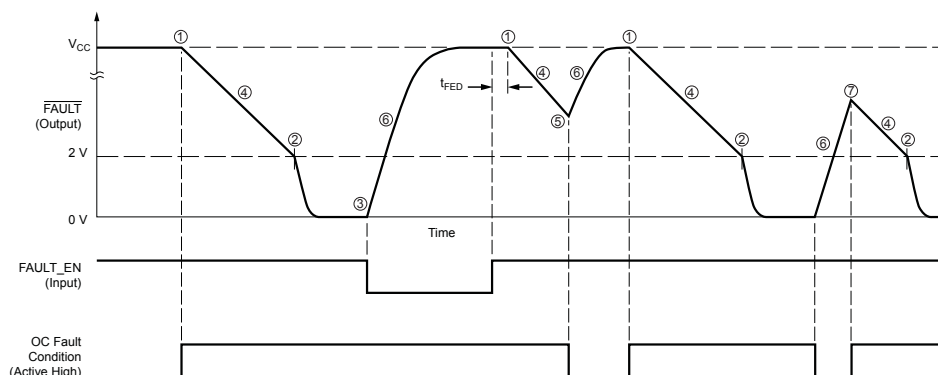 ① ① ① 
V_CC
④ t_FED ④ ⑥ ④ ⑦
FAULT
(Output)
⑥ ⑤ ④
② ② ⑥ ②
2 V
③
0 V
Time
FAULT_EN
(Input)
OC Fault
Condition
(Active High)